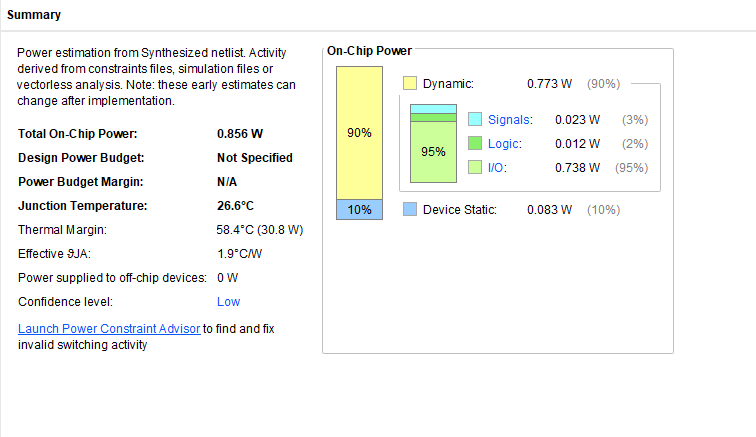 Summary
Power estimation from Synthesized netlist. Activity
derived from constraints files, simulation files or
vectorless analysis. Note: these early estimates can
change after implementation.
Total On-Chip Power: 0.856 W
Design Power Budget: Not Specified
Power Budget Margin: N/A
Junction Temperature: 26.6°C
Thermal Margin: 58.4°C (30.8 W)
Effective ϑJA: 1.9°C/W
Power supplied to off-chip devices: 0 W
Confidence level: Low
Launch Power Constraint Advisor to find and fix
invalid switching activity
On-Chip Power
90%
10%
Dynamic: 0.773 W (90%)
95%
Signals: 0.023 W (3%)
Logic: 0.012 W (2%)
I/O: 0.738 W (95%)
Device Static: 0.083 W (10%)